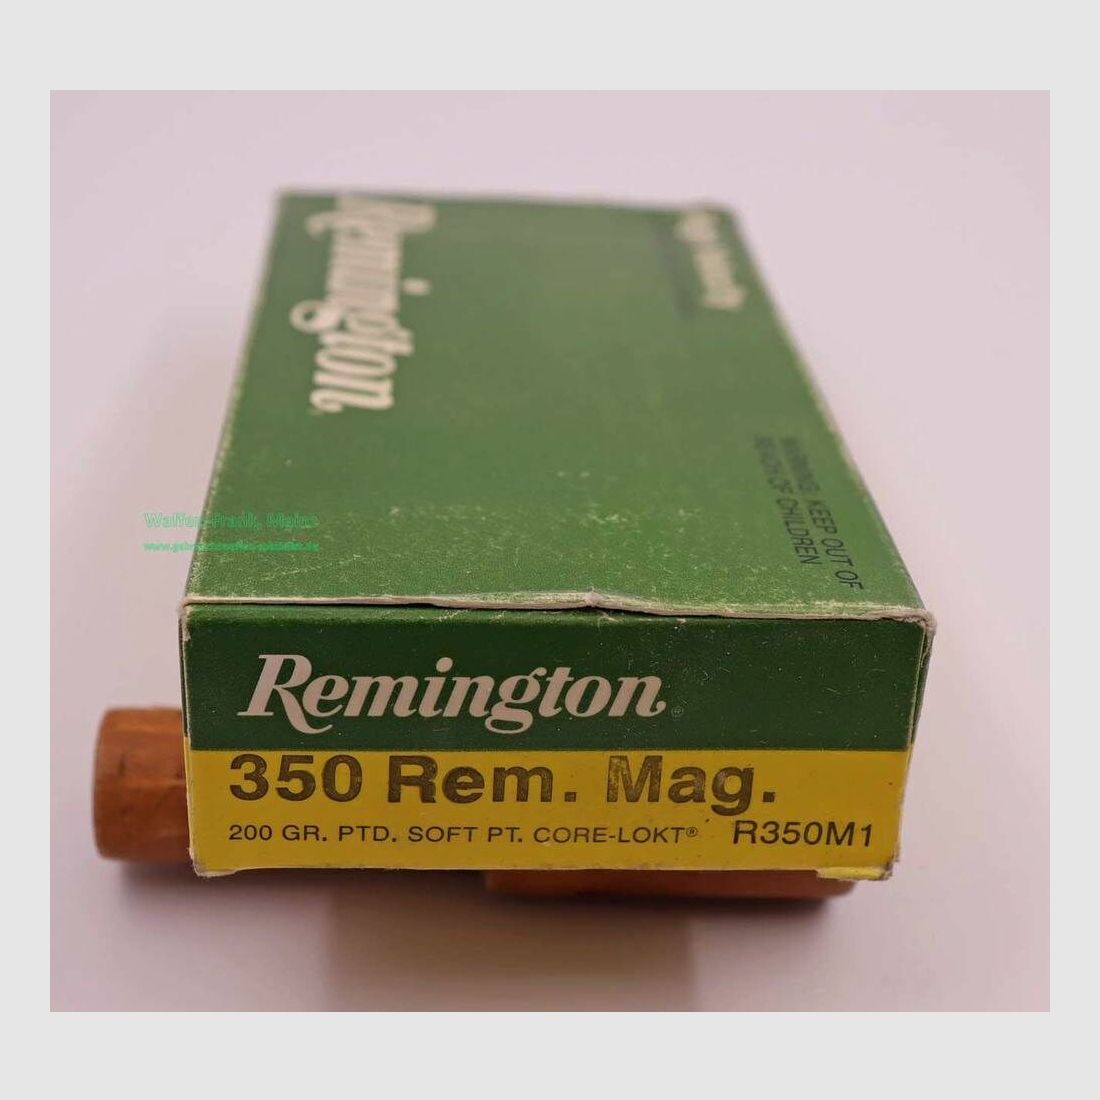 Remington
WARNING: KEEP OUT OF
REACH OF CHILDREN
Waffen-Frank, Mainz
Remington®
350 Rem. Mag.
200 GR. PTD. SOFT PT. CORE-LOKT® R350M1